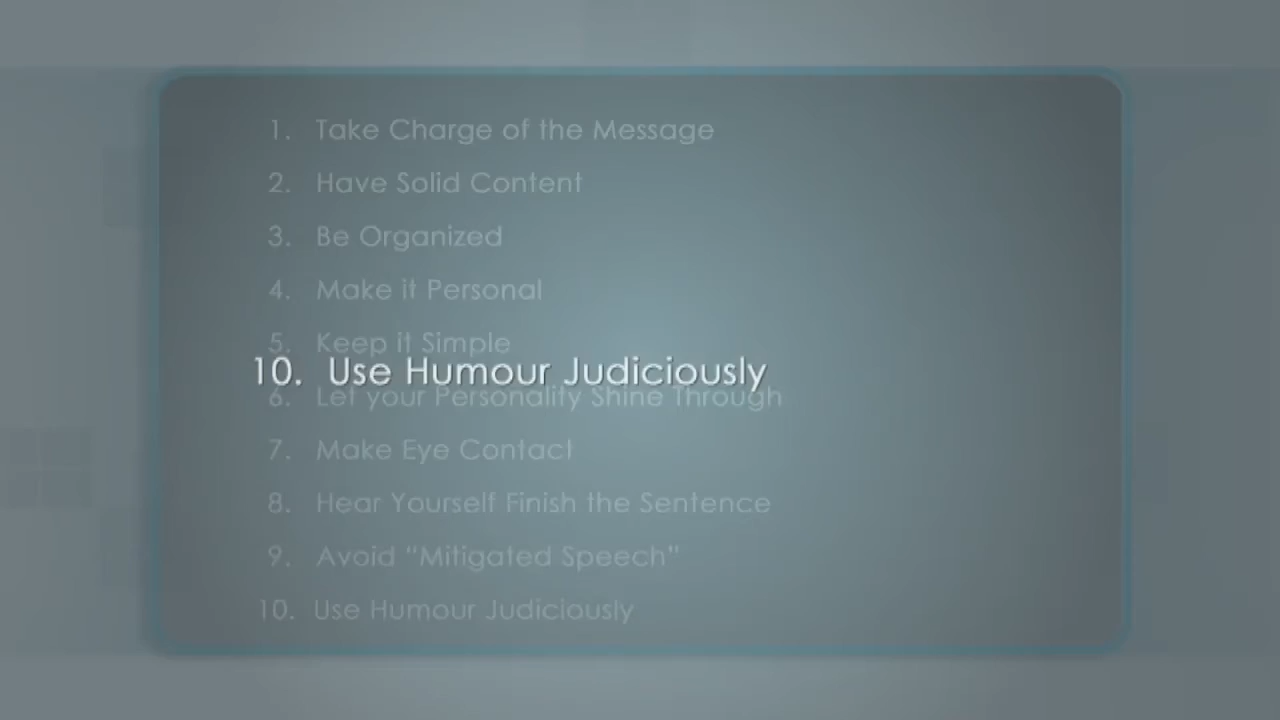 1. Take Charge of the Message
2. Have Solid Content
3. Be Organized
4. Make it Personal
5. Keep it Simple
10. Use Humour Judiciously
6. Let your Personality Shine Through
7. Make Eye Contact
8. Hear Yourself Finish the Sentence
9. Avoid “Mitigated Speech”
10. Use Humour Judiciously